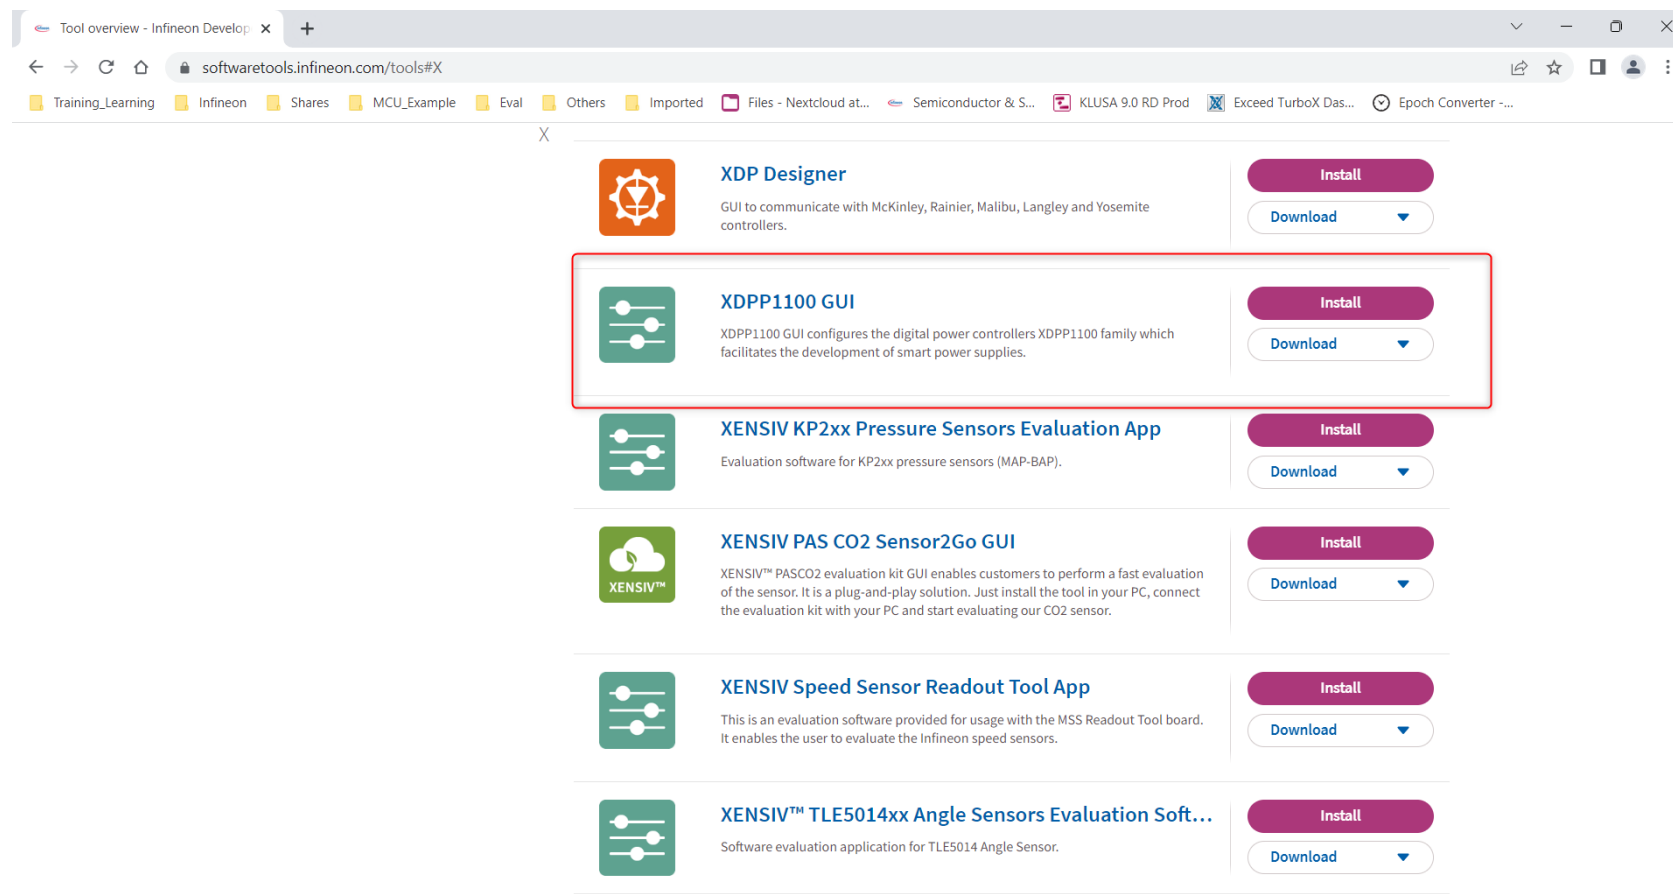 Tool overview - Infineon Develop
softwaretools.infineon.com/tools#X
Training_Learning Infineon Shares MCU_Example Eval Others Imported Files - Nextcloud at... Semiconductor & S... KLUSA 9.0 RD Prod Exceed TurboX Das... Epoch Converter -...
X
XDP Designer
GUI to communicate with McKinley, Rainier, Malibu, Langley and Yosemite
controllers.
Install
Download
XDPP1100 GUI
XDPP1100 GUI configures the digital power controllers XDPP1100 family which
facilitates the development of smart power supplies.
Install
Download
XENSIV KP2xx Pressure Sensors Evaluation App
Evaluation software for KP2xx pressure sensors (MAP-BAP).
Install
Download
XENSIV™
XENSIV PAS CO2 Sensor2Go GUI
XENSIV™ PASCO2 evaluation kit GUI enables customers to perform a fast evaluation
of the sensor. It is a plug-and-play solution. Just install the tool in your PC, connect
the evaluation kit with your PC and start evaluating our CO2 sensor.
Install
Download
XENSIV Speed Sensor Readout Tool App
This is an evaluation software provided for usage with the MSS Readout Tool board.
It enables the user to evaluate the Infineon speed sensors.
Install
Download
XENSIV™ TLE5014xx Angle Sensors Evaluation Soft...
Software evaluation application for TLE5014 Angle Sensor.
Install
Download